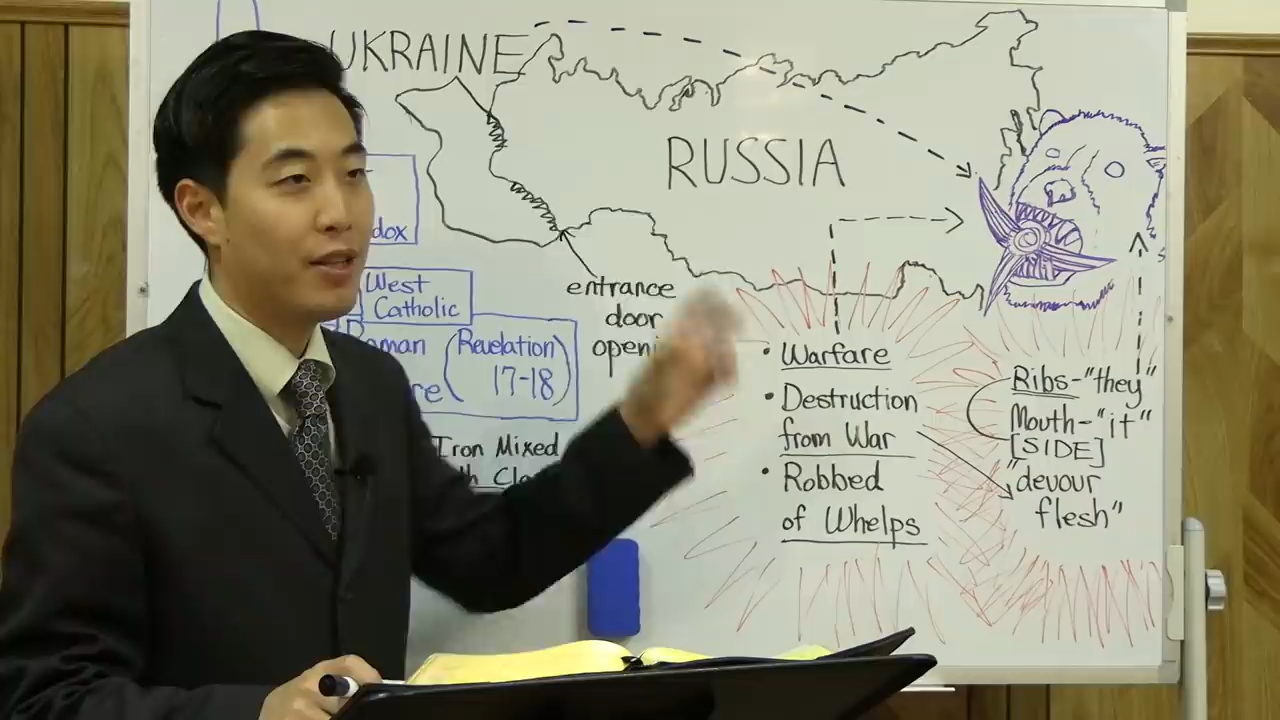 UKRAINE
RUSSIA
dox
West
Catholic
Roman
(Revelation
17-18)
entrance
door
Iron Mixed
• Warfare
• Destruction
from War
• Robbed
of Whelps
Ribs-"they"
Mouth-"it"
[SIDE]
"devour
flesh"